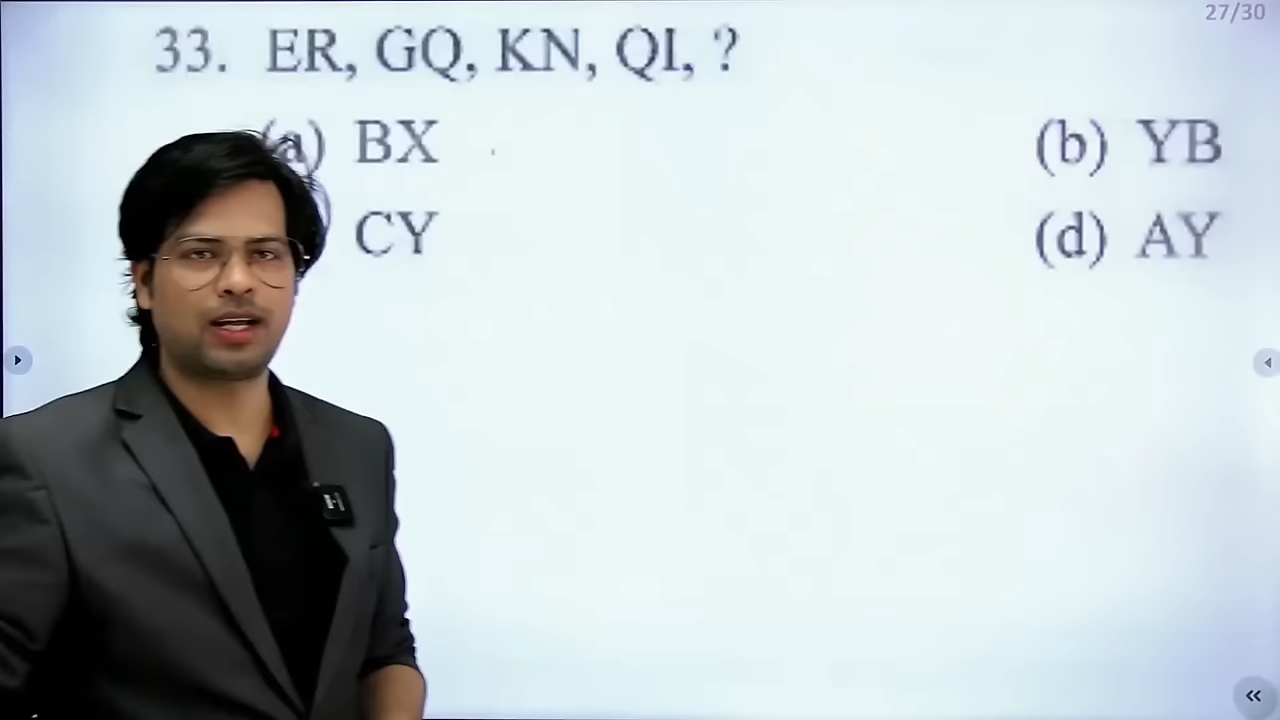 27/30
33. ER, GQ, KN, QI, ?
(a) BX (b) YB
CY (d) AY